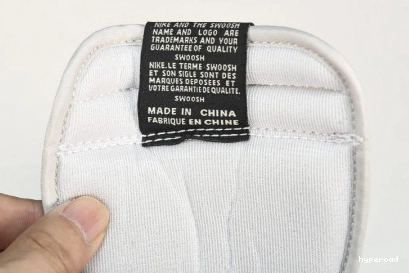 NIKE AND THE SWOOSH
NAME AND LOGO ARE
TRADEMARKS AND YOUR
GUARANTEE OF QUALITY
SWOOSH
NIKE.LE TERME SWOOSH
ET SON SIGLE SONT DES
MARQUES DEPOSEES ET
VOTRE GARANTIE DE QUALITE.
SWOOSH
MADE IN CHINA
FABRIQUE EN CHINE
hyperoad